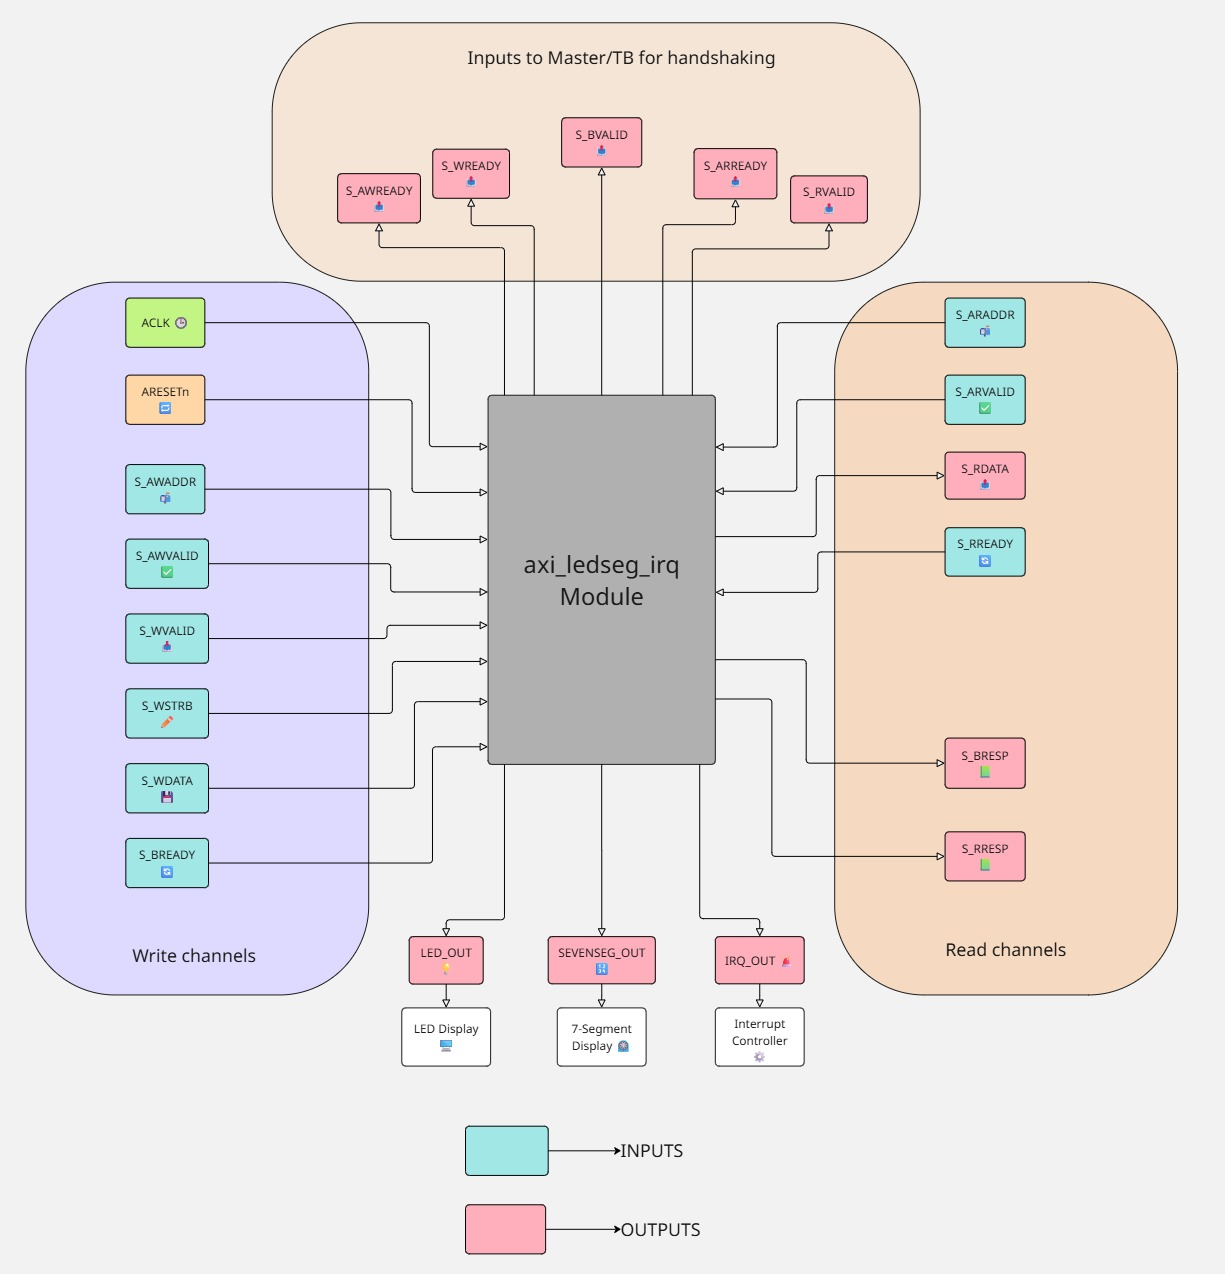 Inputs to Master/TB for handshaking
S_BVALID
S_WREADY
S_ARREADY
S_AWREADY
S_RVALID
ACLK
ARESETn
S_AWADDR
S_AWVALID
S_WVALID
S_WSTRB
S_WDATA
S_BREADY
Write channels
axi_ledseg_irq
Module
S_ARADDR
S_ARVALID
S_RDATA
S_RREADY
S_BRESP
S_RRESP
Read channels
LED_OUT
SEVENSEG_OUT
IRQ_OUT
LED Display
7-Segment
Display
Interrupt
Controller
INPUTS
OUTPUTS